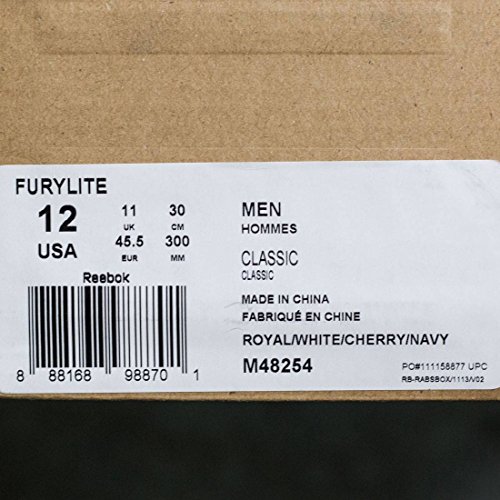 FURYLITE
12 11 30 MEN
UK CM HOMMES
USA 45.5 300 CLASSIC
EUR MM CLASSIC
Reebok
MADE IN CHINA
FABRIQUÉ EN CHINE
ROYAL/WHITE/CHERRY/NAVY
M48254
8 88168 98870 1
PO#111158877 UPC
RB-RABSBOX/1113/V02